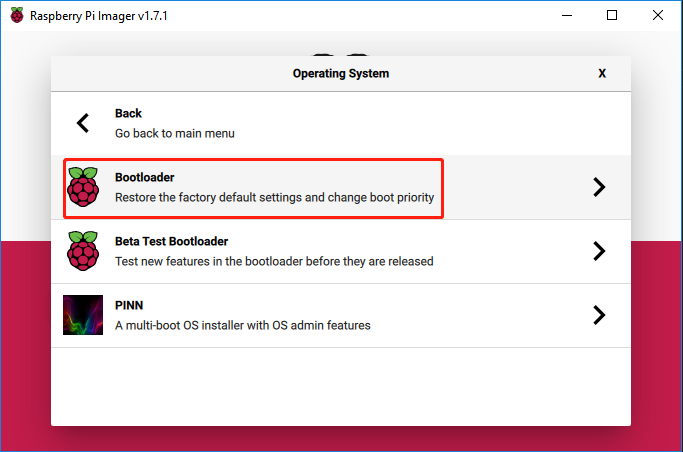 Raspberry Pi Imager v1.7.1
Operating System X
Back
Go back to main menu
Bootloader
Restore the factory default settings and change boot priority
Beta Test Bootloader
Test new features in the bootloader before they are released
PINN
A multi-boot OS installer with OS admin features